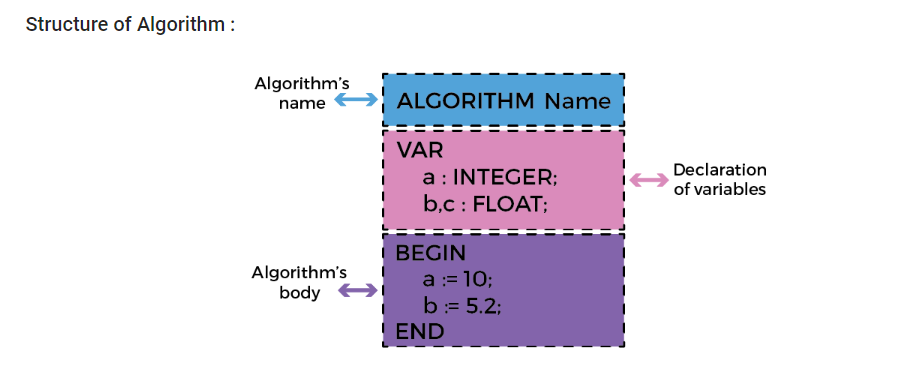 Structure of Algorithm :
Algorithm's
name
ALGORITHM Name
VAR
a : INTEGER;
b,c : FLOAT;
Declaration
of variables
Algorithm's
body
BEGIN
a := 10;
b := 5.2;
END